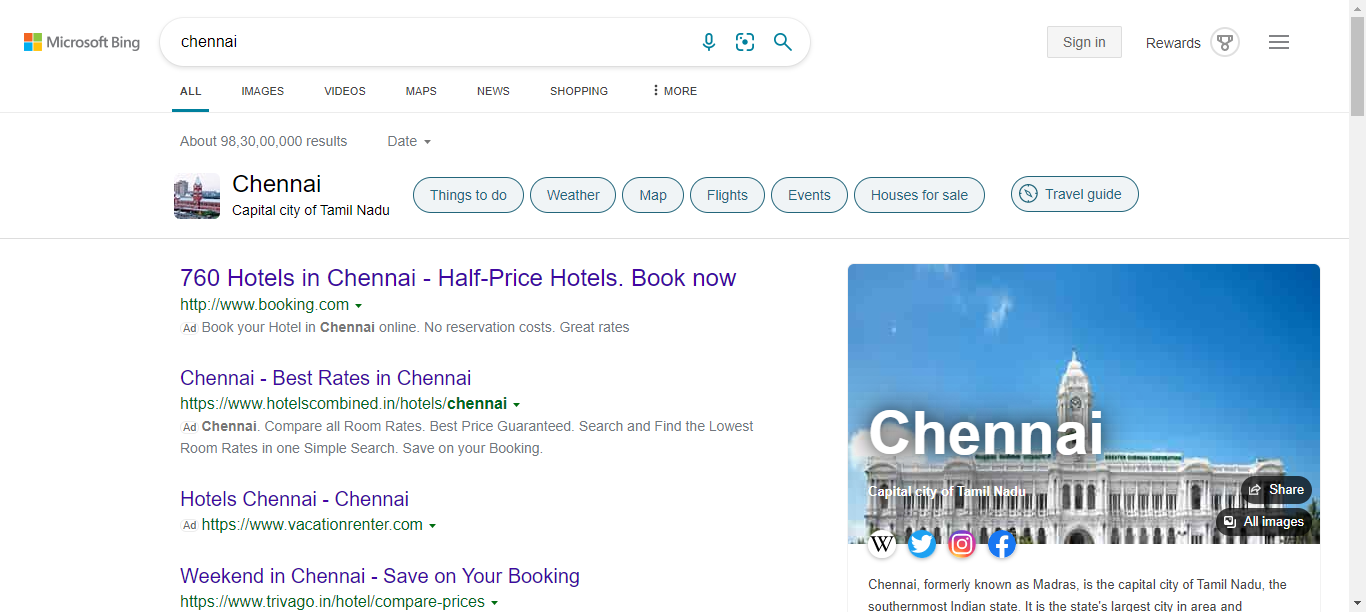 Microsoft Bing
chennai
Sign in
Rewards
ALL
IMAGES
VIDEOS
MAPS
NEWS
SHOPPING
MORE
About 98,30,00,000 results
Date
Chennai
Capital city of Tamil Nadu
Things to do
Weather
Map
Flights
Events
Houses for sale
Travel guide
760 Hotels in Chennai - Half-Price Hotels. Book now
http://www.booking.com
Ad Book your Hotel in Chennai online. No reservation costs. Great rates
Chennai - Best Rates in Chennai
https://www.hotelscombined.in/hotels/chennai
Ad Chennai. Compare all Room Rates. Best Price Guaranteed. Search and Find the Lowest
Room Rates in one Simple Search. Save on your Booking.
Hotels Chennai - Chennai
Ad https://www.vacationrenter.com
Weekend in Chennai - Save on Your Booking
https://www.trivago.in/hotel/compare-prices
GREATER CHENNAI CORPORATION
Chennai
Capital city of Tamil Nadu
Share
All images
W
Chennai, formerly known as Madras, is the capital city of Tamil Nadu, the
southernmost Indian state. It is the state's largest city in area and